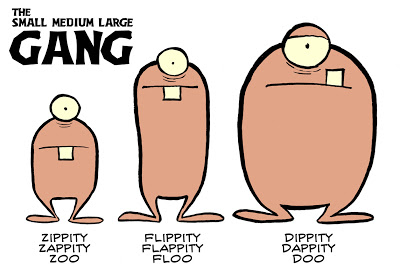 THE
SMALL MEDIUM LARGE
GANG
ZIPPITY
ZAPPITY
ZOO
FLIPPITY
FLAPPITY
FLOO
DIPPITY
DAPPITY
DOO